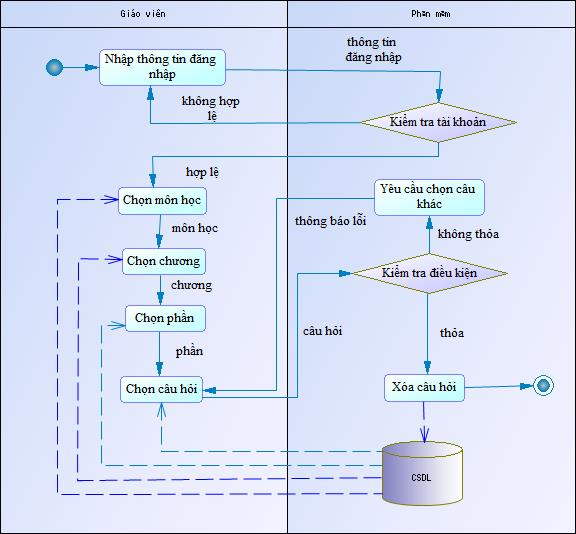 Giáo viên
Phần mềm
Nhập thông tin đăng
nhập
thông tin
đăng nhập
không hợp
lệ
Kiểm tra tài khoản
hợp lệ
Chọn môn học
Yêu cầu chọn câu
khác
thông báo lỗi
môn học
không thỏa
Chọn chương
Kiểm tra điều kiện
chương
Chọn phần
câu hỏi
thỏa
phần
Chọn câu hỏi
Xóa câu hỏi
CSDL